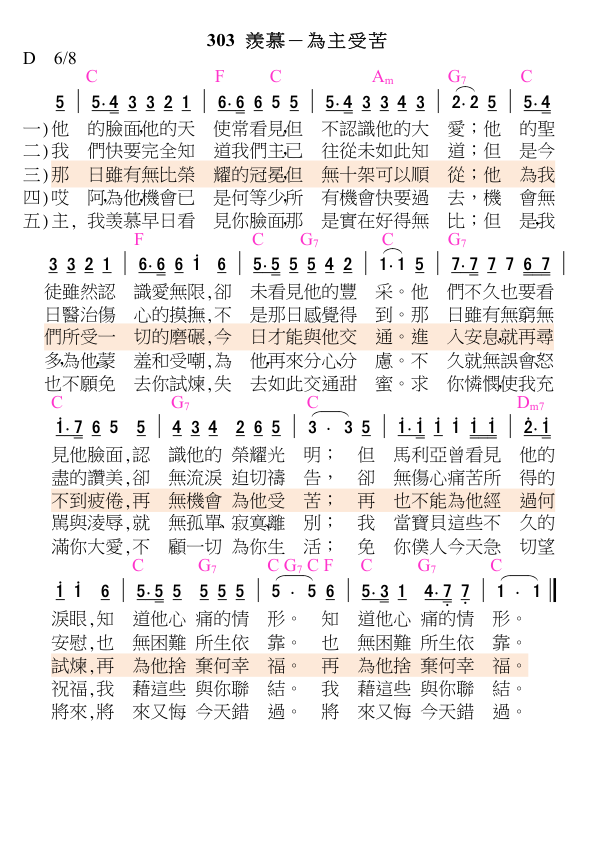 303 羨慕－為主受苦
D 6/8
C F C Am G7 C
5 | 5·4 3 3 2 1 | 6·6 6 5 5 | 5·4 3 3 4 3 | 2·2 5 | 5·4
一)他 的臉面,他的天 使常看見,但 不認識他的大 愛；他 的聖
二)我 們快要完全知 道我們主,已 往從未如此知 道；但 是今
三)那 日雖有無比榮 耀的冠冕,但 無十架可以順 從；他 為我
四)哎 阿,為他,機會已 是何等少,所 有機會快要過 去，機 會無
五)主, 我羨慕早日看 見你臉面,那 是實在好得無 比；但 是,我
F C G7 C G7
3 3 2 1 | 6·6 6 i 6 | 5·5 5 5 4 2 | i·i 5 | 7·7 7 7 6 7 |
徒雖然認 識愛無限,卻 未看見他的豐 采。他 們不久也要看
日醫治傷 心的摸撫,不 是那日感覺得 到。那 日雖有無窮無
們所受一 切的磨碾,今 日才能與他交 通。進 入安息,就再尋
多,為他,蒙 羞和受嘲,為 他,再來分心,分 慮。不 久就無誤會怒
也不願免 去你試煉,失 去如此交通甜 蜜。求 你憐憫,使我充
C G7 C Dm7
i·7 6 5 5 | 4 3 4 2 6 5 | 3 · 3 5 | i·i i i i i | 2·i
見他臉面,認 識他的 榮耀光 明； 但 馬利亞曾看見 他的
盡的讚美,卻 無流淚 迫切禱 告， 卻 無傷心痛苦所 得的
不到疲倦,再 無機會 為他受 苦； 再 也不能為他經 過何
罵與淩辱,就 無孤單,寂寞,離 別； 我 當寶貝這些不 久的
滿你大愛,不 顧一切 為你生 活； 免 你僕人今天急 切望
C G7 C G7 C F C G7 C
i i 6 | 5·5 5 5 5 5 | 5 · 5 6 | 5·3 1 4·7 7 | 1 · 1 ‖
淚眼,知 道他心 痛的情 形。 知 道他心 痛的情 形。
安慰,也 無困難 所生依 靠。 也 無困難 所生依 靠。
試煉,再 為他捨 棄何幸 福。 再 為他捨 棄何幸 福。
祝福,我 藉這些 與你聯 結。 我 藉這些 與你聯 結。
將來,將 來又悔 今天錯 過。 將 來又悔 今天錯 過。